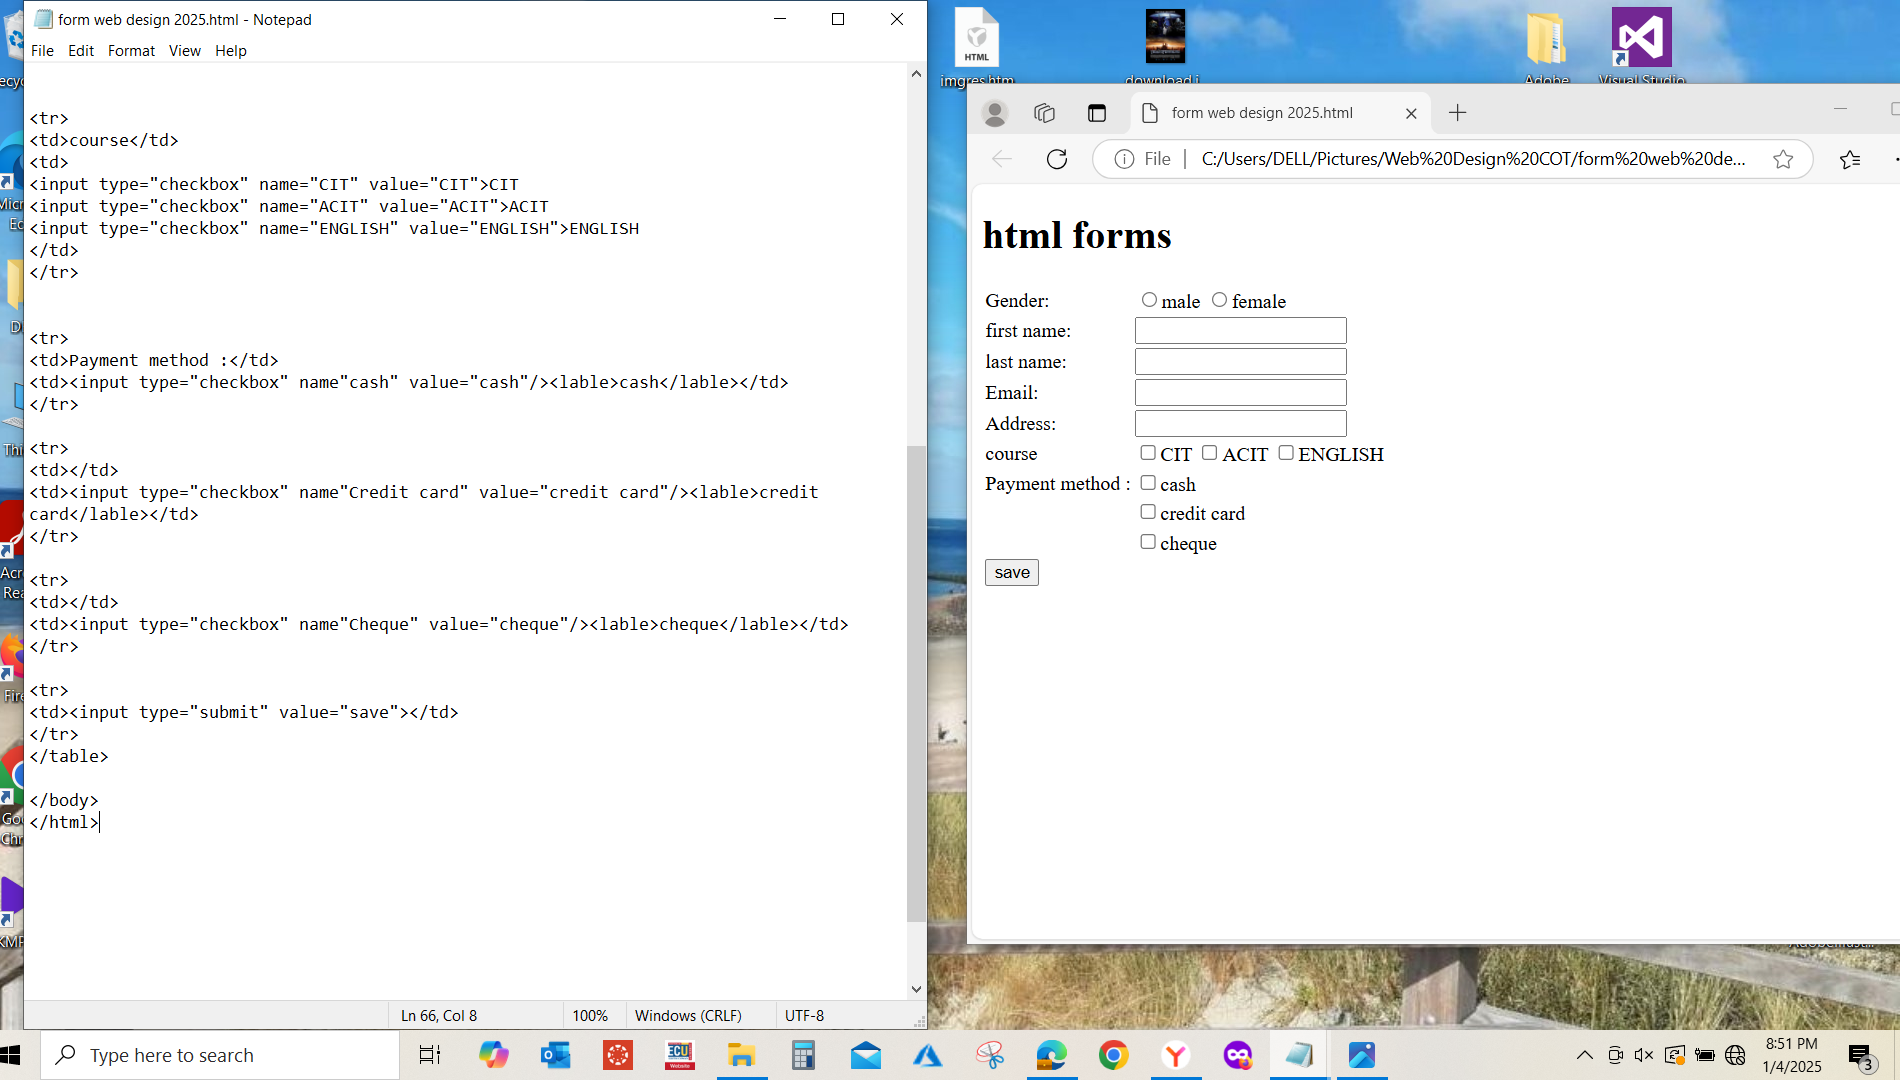 form web design 2025.html - Notepad
File Edit Format View Help
<tr>
<td>course</td>
<td>
<input type="checkbox" name="CIT" value="CIT">CIT
<input type="checkbox" name="ACIT" value="ACIT">ACIT
<input type="checkbox" name="ENGLISH" value="ENGLISH">ENGLISH
</td>
</tr>
<tr>
<td>Payment method :</td>
<td><input type="checkbox" name"cash" value="cash"/><lable>cash</lable></td>
</tr>
<tr>
<td></td>
<td><input type="checkbox" name"Credit card" value="credit card"/><lable>credit
card</lable></td>
</tr>
<tr>
<td></td>
<td><input type="checkbox" name"Cheque" value="cheque"/><lable>cheque</lable></td>
</tr>
<tr>
<td><input type="submit" value="save"></td>
</tr>
</table>
</body>
</html>
Ln 66, Col 8
100%
Windows (CRLF)
UTF-8
HTML
imgres.htm
download.i
Adobe
Visual Studio
form web design 2025.html
File
C:/Users/DELL/Pictures/Web%20Design%20COT/form%20web%20de...
html forms
Gender: male female
first name:
last name:
Email:
Address:
course CIT ACIT ENGLISH
Payment method : cash
credit card
cheque
save
Type here to search
ECU
Website
8:51 PM
1/4/2025
3